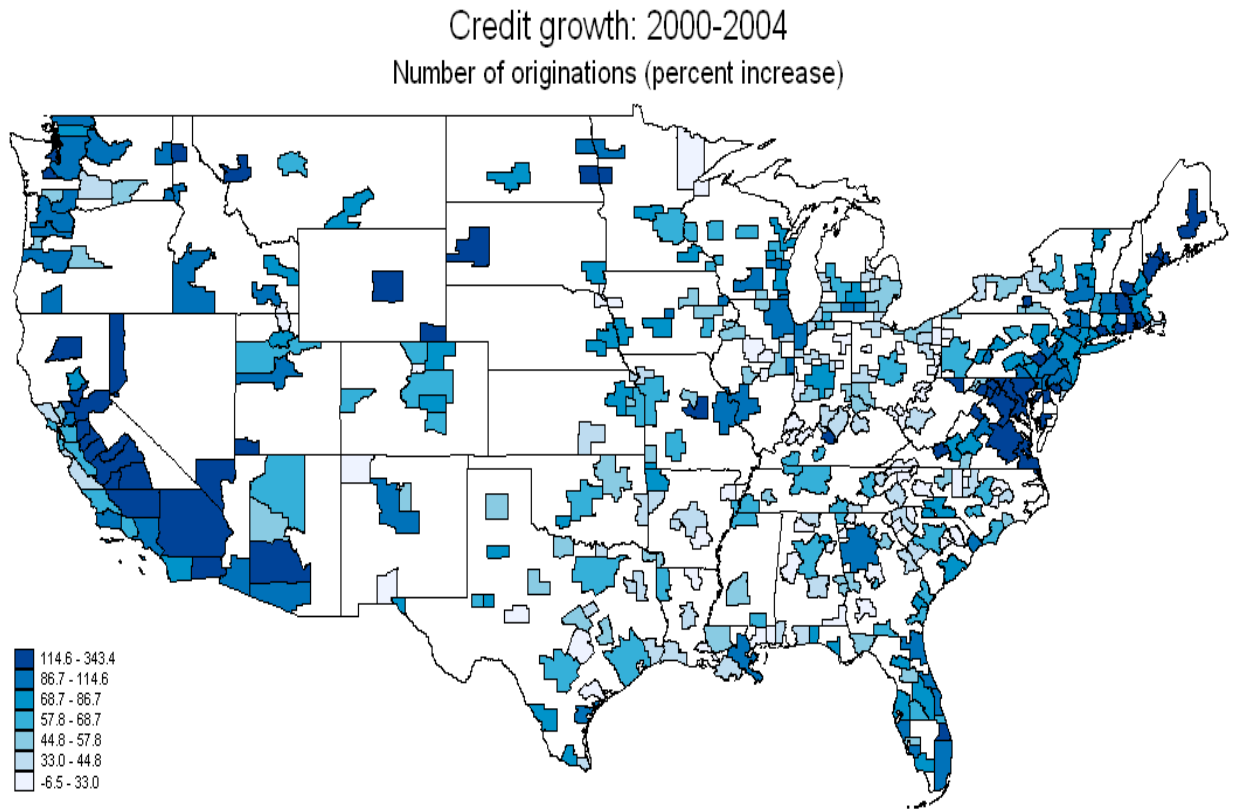 Credit growth: 2000-2004
Number of originations (percent increase)
114.6 - 343.4
86.7 - 114.6
68.7 - 86.7
57.8 - 68.7
44.8 - 57.8
33.0 - 44.8
-6.5 - 33.0